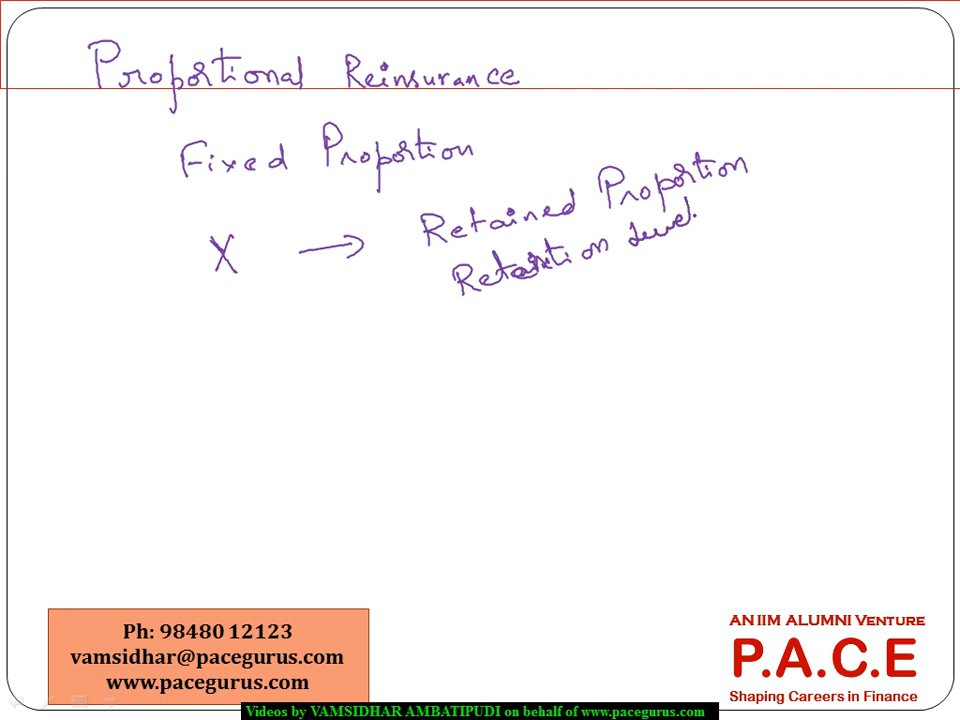 Proportional Reinsurance
Fixed Proportion
X → Retained Proportion
Retention Level
Ph: 98480 12123
vamsidhar@pacegurus.com
www.pacegurus.com
AN IIM ALUMNI VENTURE
P.A.C.E
Shaping Careers in Finance
Videos by VAMSIDHAR AMBATIPUDI on behalf of www.pacegurus.com